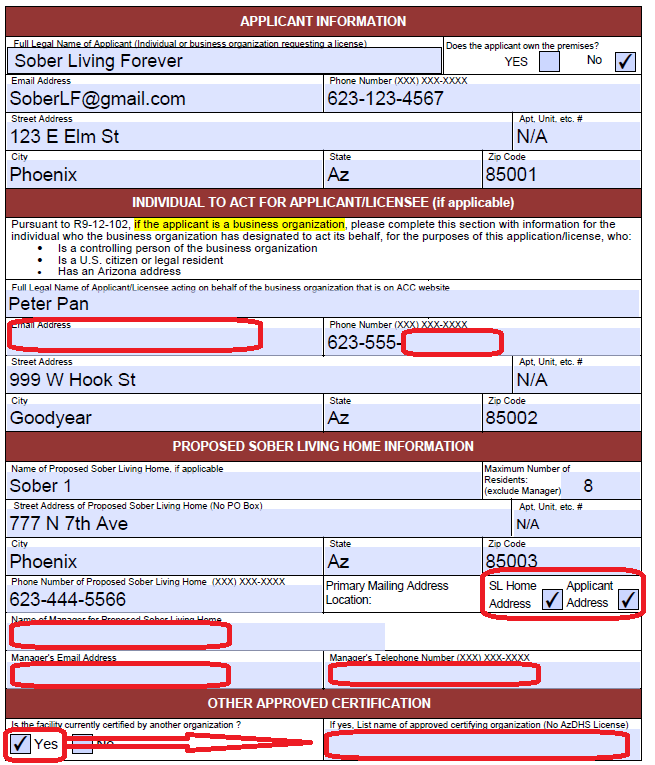 APPLICANT INFORMATION
Full Legal Name of Applicant (Individual or business organization requesting a license) Does the applicant own the premises?
Sober Living Forever YES No ✓
Email Address Phone Number (XXX) XXX-XXXX
SoberLF@gmail.com 623-123-4567
Street Address Apt, Unit, etc. #
123 E Elm St N/A
City State Zip Code
Phoenix Az 85001
INDIVIDUAL TO ACT FOR APPLICANT/LICENSEE (if applicable)
Pursuant to R9-12-102, if the applicant is a business organization, please complete this section with information for the
individual who the business organization has designated to act its behalf, for the purposes of this application/license, who:
• Is a controlling person of the business organization
• Is a U.S. citizen or legal resident
• Has an Arizona address
Full Legal Name of Applicant/Licensee acting on behalf of the business organization that is on ACC website
Peter Pan
Email Address Phone Number (XXX) XXX-XXXX
623-555-
Street Address Apt, Unit, etc. #
999 W Hook St N/A
City State Zip Code
Goodyear Az 85002
PROPOSED SOBER LIVING HOME INFORMATION
Name of Proposed Sober Living Home, if applicable Maximum Number of
Residents:
Sober 1 (exclude Manager) 8
Street Address of Proposed Sober Living Home (No PO Box) Apt, Unit, etc. #
777 N 7th Ave N/A
City State Zip Code
Phoenix Az 85003
Phone Number of Proposed Sober Living Home (XXX) XXX-XXXX Primary Mailing Address SL Home Applicant
623-444-5566 Location: Address ✓ Address ✓
Name of Manager for Proposed Sober Living Home
Manager's Email Address Manager's Telephone Number (XXX) XXX-XXXX
OTHER APPROVED CERTIFICATION
Is the facility currently certified by another organization ? If yes, List name of approved certifying organization (No AzDHS License)
✓ Yes No